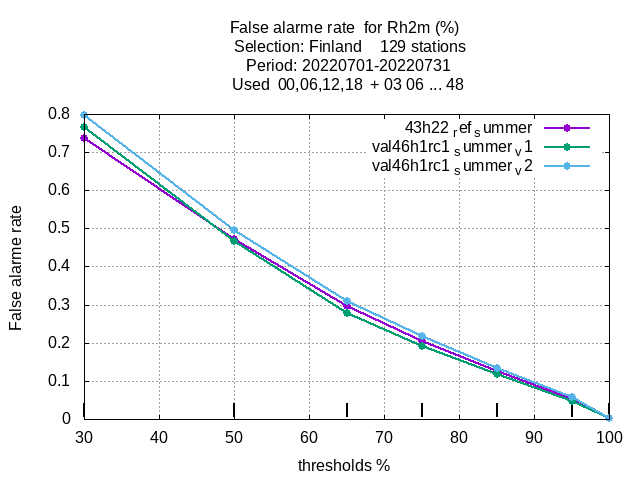 False alarme rate  for Rh2m (%)
Selection: Finland    129 stations
Period: 20220701-20220731
Used  00,06,12,18  + 03 06 ... 48
43h22 ref summer
val46h1rc1 summer v1
val46h1rc1 summer v2
False alarme rate
0.8
0.7
0.6
0.5
0.4
0.3
0.2
0.1
0
30 40 50 60 70 80 90 100
thresholds %